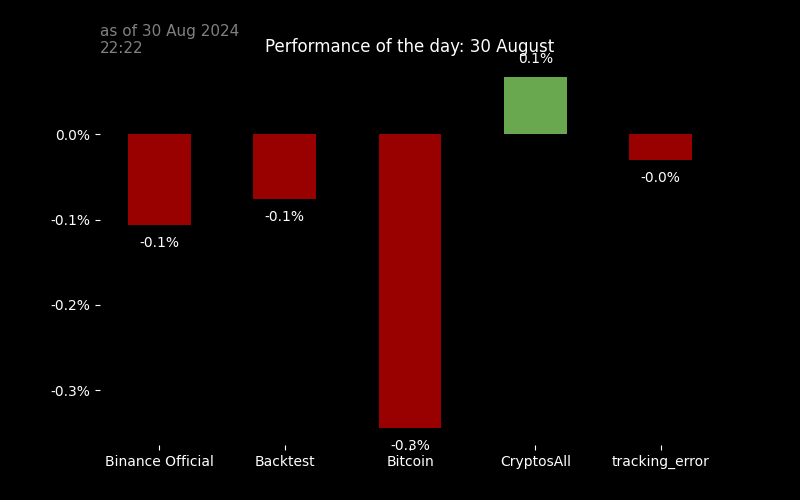 as of 30 Aug 2024
22:22
Performance of the day: 30 August
0.1%
0.0%
-0.0%
-0.1%
-0.1%
-0.1%
-0.2%
-0.3%
-0.3%
Binance Official
Backtest
Bitcoin
CryptosAll
tracking_error